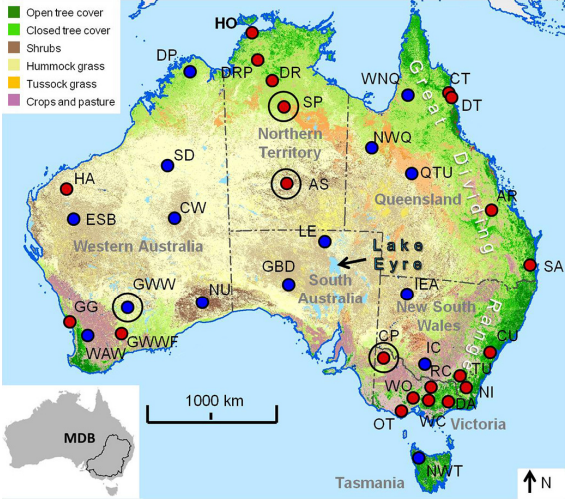 Open tree cover
Closed tree cover
Shrubs
Hummock grass
Tussock grass
Crops and pasture
HO
DP
DRP
DR
SP
WNQ
CT
DT
Great Dividing Ranges
Northern
Territory
NWQ
QTU
Queensland
AR
SD
HA
AS
ESB
CW
Western Australia
LE
Lake
Eyre
SA
GBD
South
Australia
IEA
New South
Wales
GWW
NU
GG
GWWF
WAW
CP
CU
IC
RC
TU
WO
NI
DA
OT
WC
Victoria
1000 km
MDB
NWT
Tasmania
N